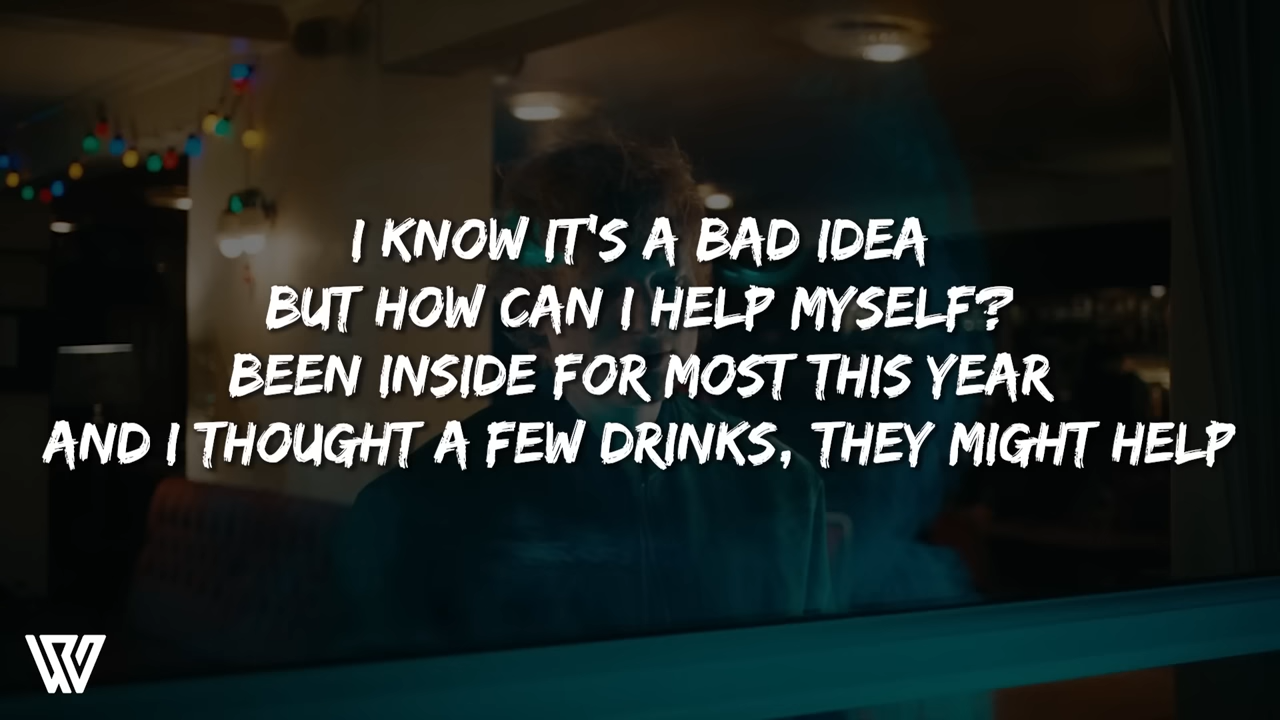 I KNOW IT'S A BAD IDEA
BUT HOW CAN I HELP MYSELF?
BEEN INSIDE FOR MOST THIS YEAR
AND I THOUGHT A FEW DRINKS, THEY MIGHT HELP